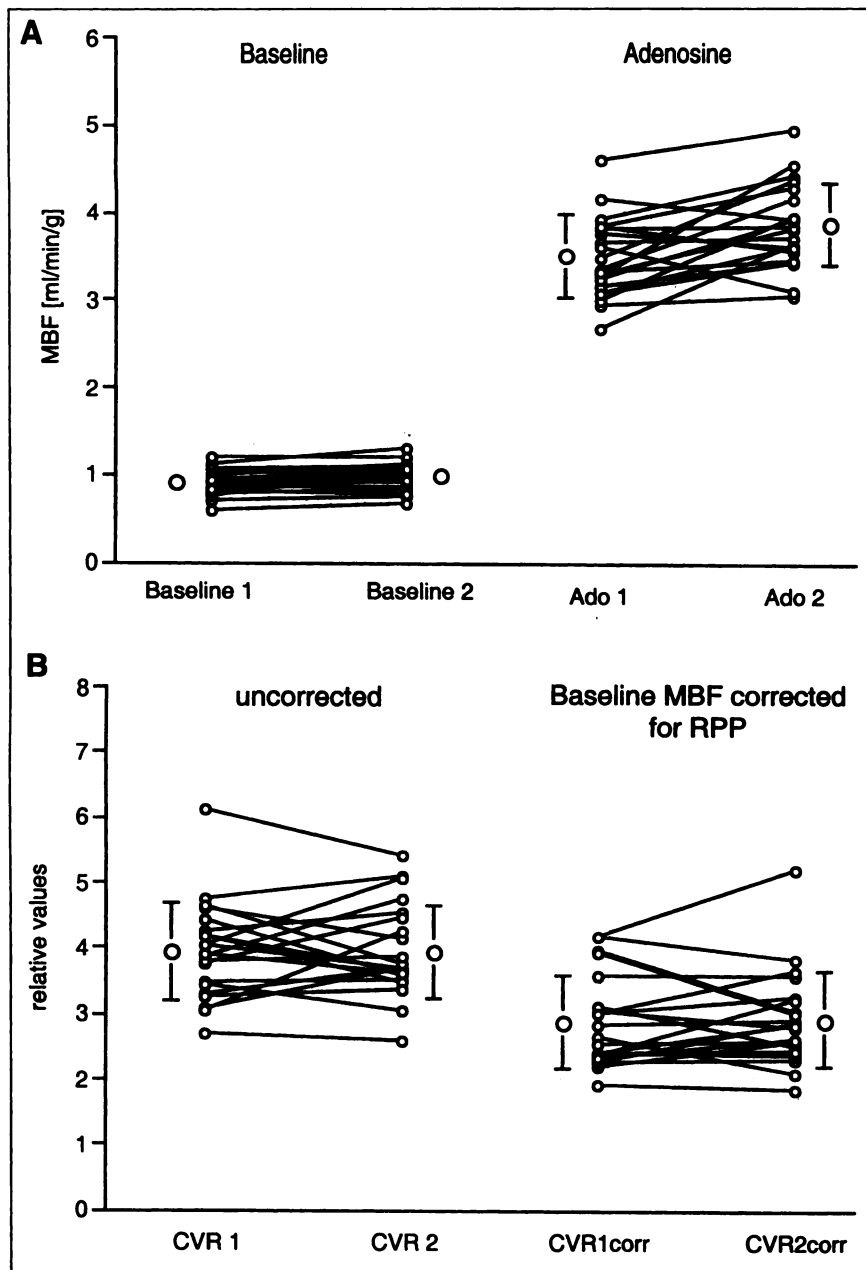 A
Baseline
Adenosine
MBF [ml/min/g]
6
5
4
3
2
1
0
Baseline 1
Baseline 2
Ado 1
Ado 2
B
uncorrected
Baseline MBF corrected
for RPP
relative values
8
7
6
5
4
3
2
1
0
CVR 1
CVR 2
CVR1corr
CVR2corr